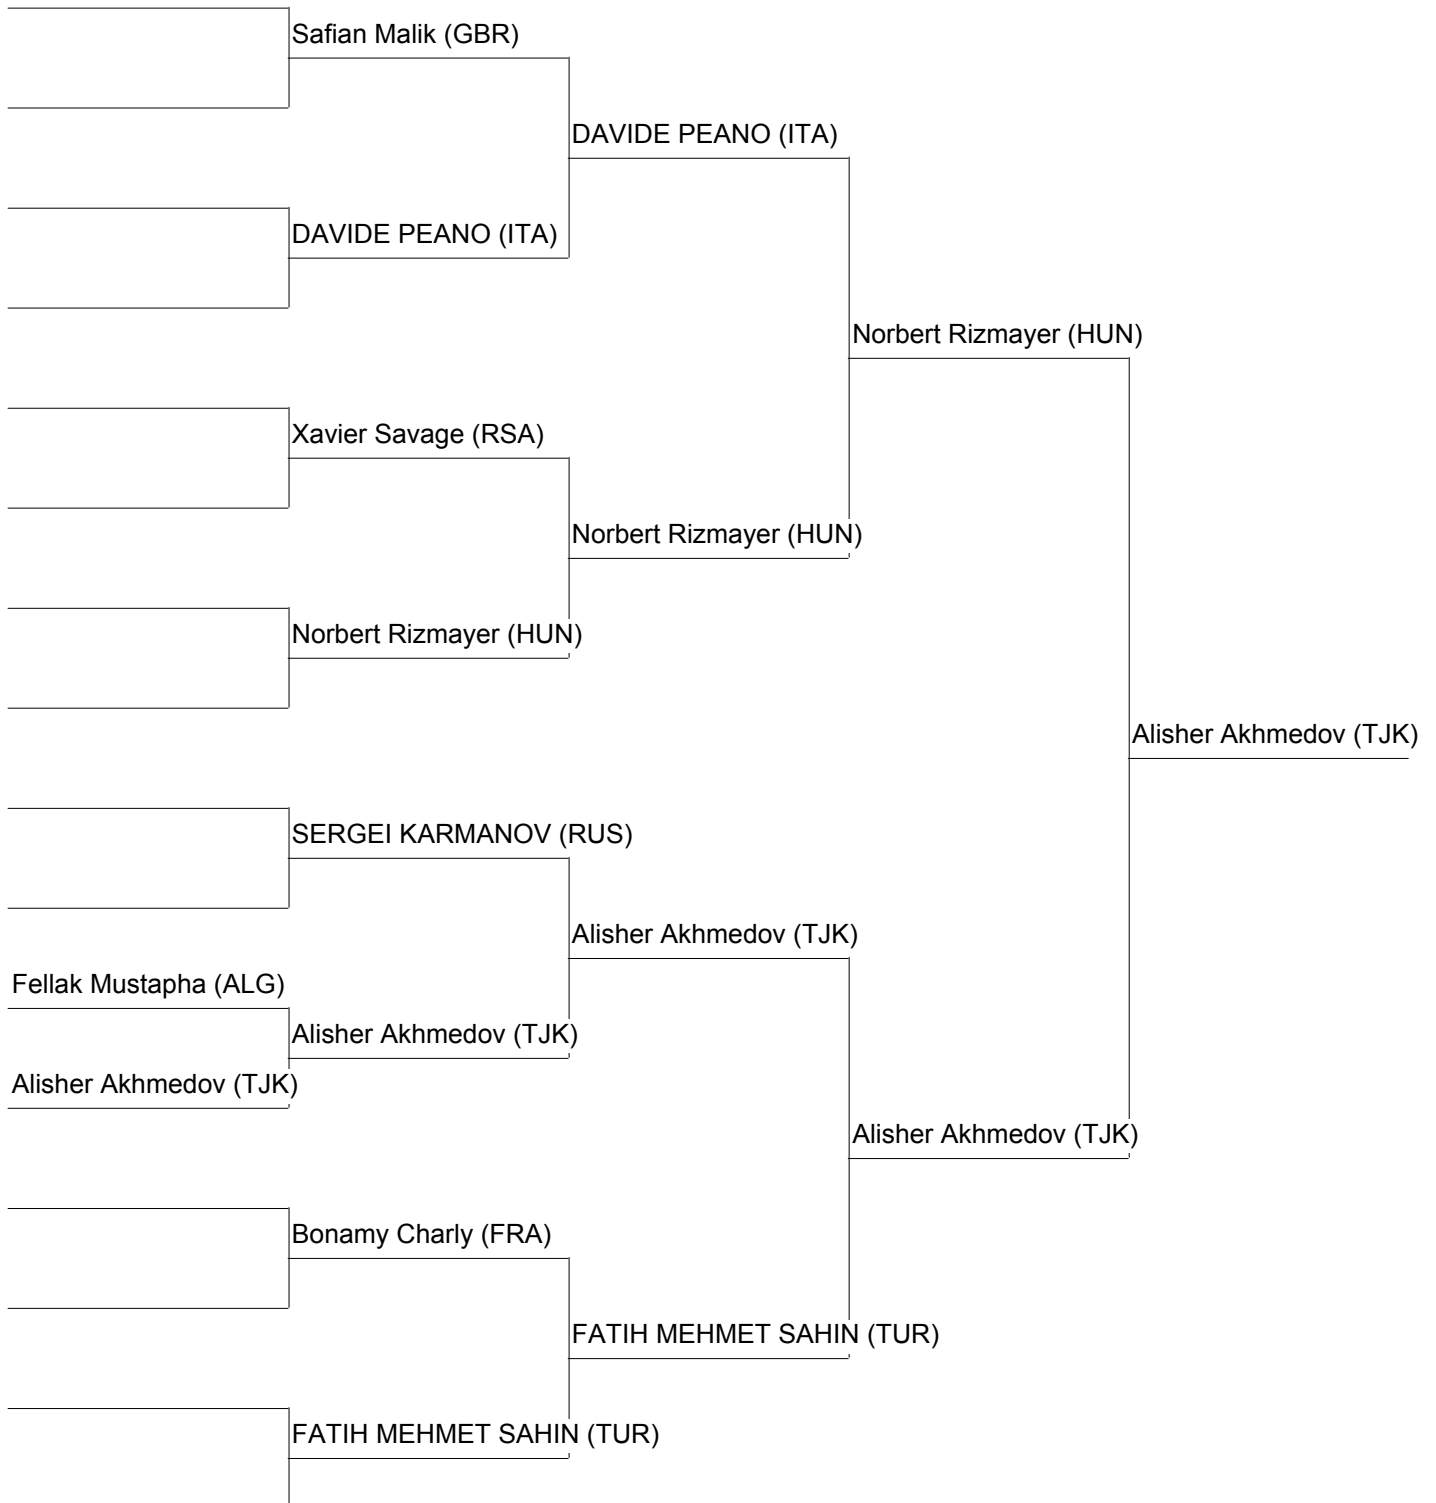 Safian Malik (GBR)
DAVIDE PEANO (ITA)
DAVIDE PEANO (ITA)
Norbert Rizmayer (HUN)
Xavier Savage (RSA)
Norbert Rizmayer (HUN)
Norbert Rizmayer (HUN)
Alisher Akhmedov (TJK)
SERGEI KARMANOV (RUS)
Alisher Akhmedov (TJK)
Fellak Mustapha (ALG)
Alisher Akhmedov (TJK)
Alisher Akhmedov (TJK)
Alisher Akhmedov (TJK)
Bonamy Charly (FRA)
FATIH MEHMET SAHIN (TUR)
FATIH MEHMET SAHIN (TUR)